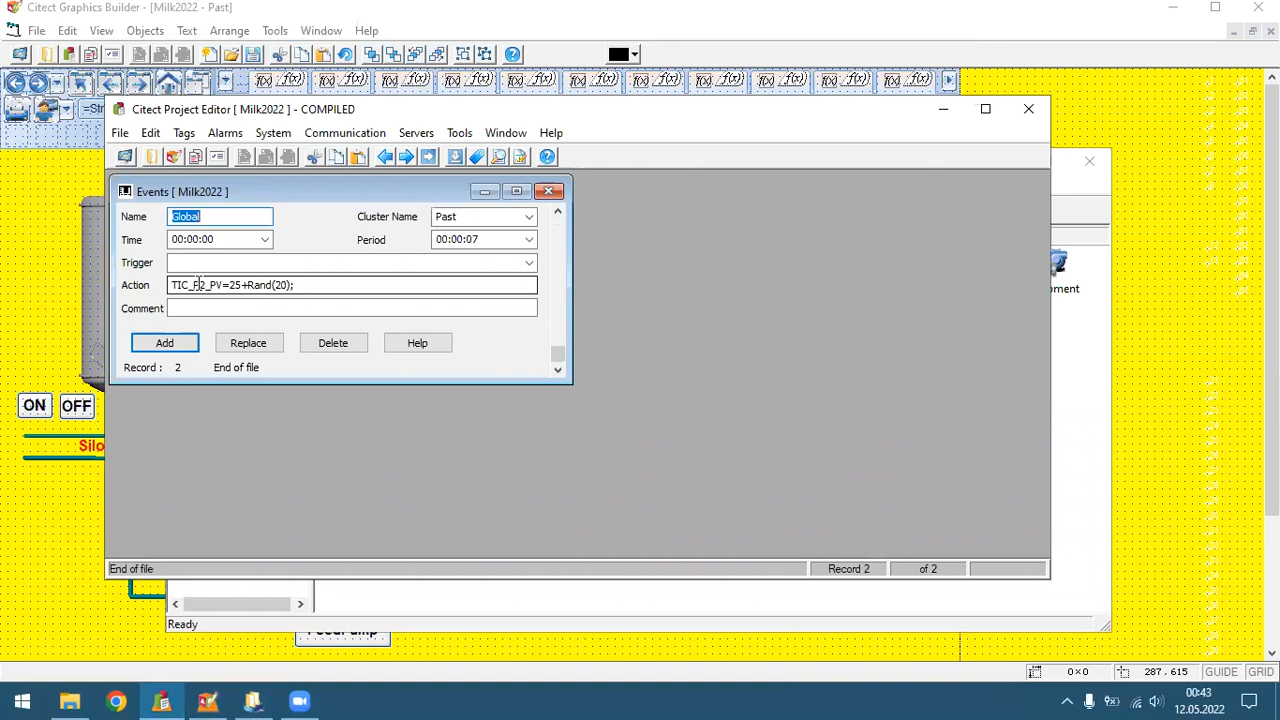 Citect Graphics Builder - [Milk2022 - Past]
File Edit View Objects Text Arrange Tools Window Help
=Str
Citect Project Editor [ Milk2022 ] - COMPILED
File Edit Tags Alarms System Communication Servers Tools Window Help
Events [ Milk2022 ]
Name Global Cluster Name Past
Time 00:00:00 Period 00:00:07
Trigger
Action TIC_P2_PV=25+Rand(20);
Comment
Add Replace Delete Help
Record : 2 End of file
ON OFF
Silo
End of file Record 2 of 2
Ready
287,615 GUIDE GRID
0×0
00:43
12.05.2022